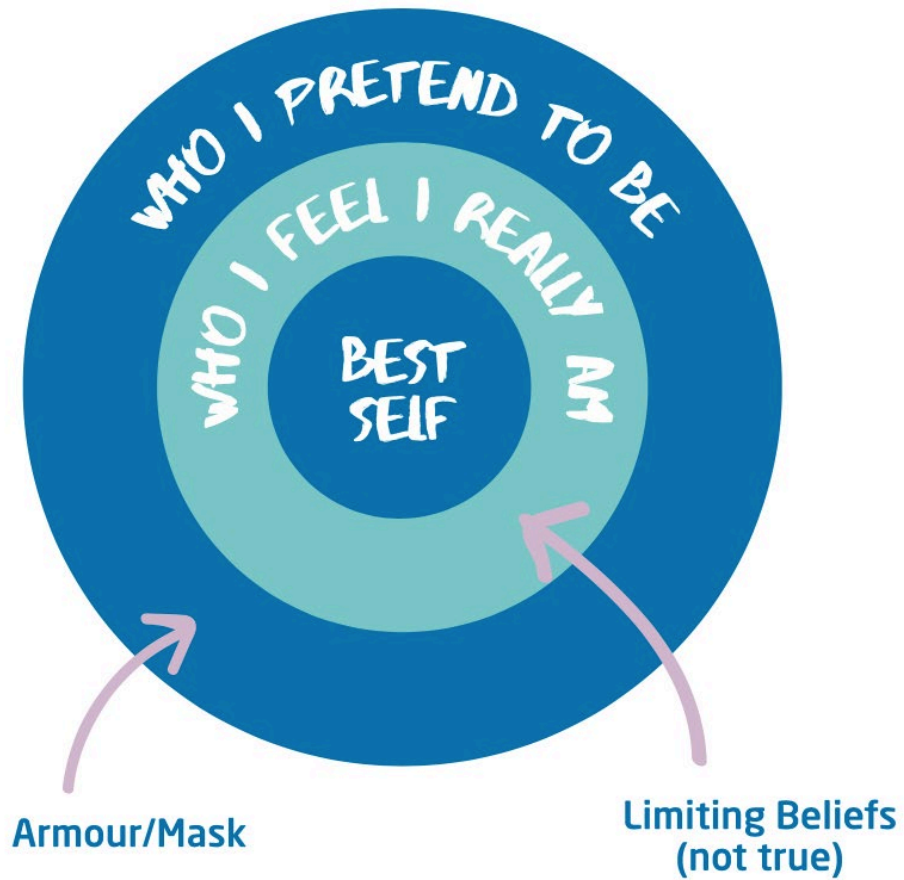 WHO I PRETEND TO BE
WHO I FEEL I REALLY AM
BEST
SELF
Armour/Mask
Limiting Beliefs
(not true)